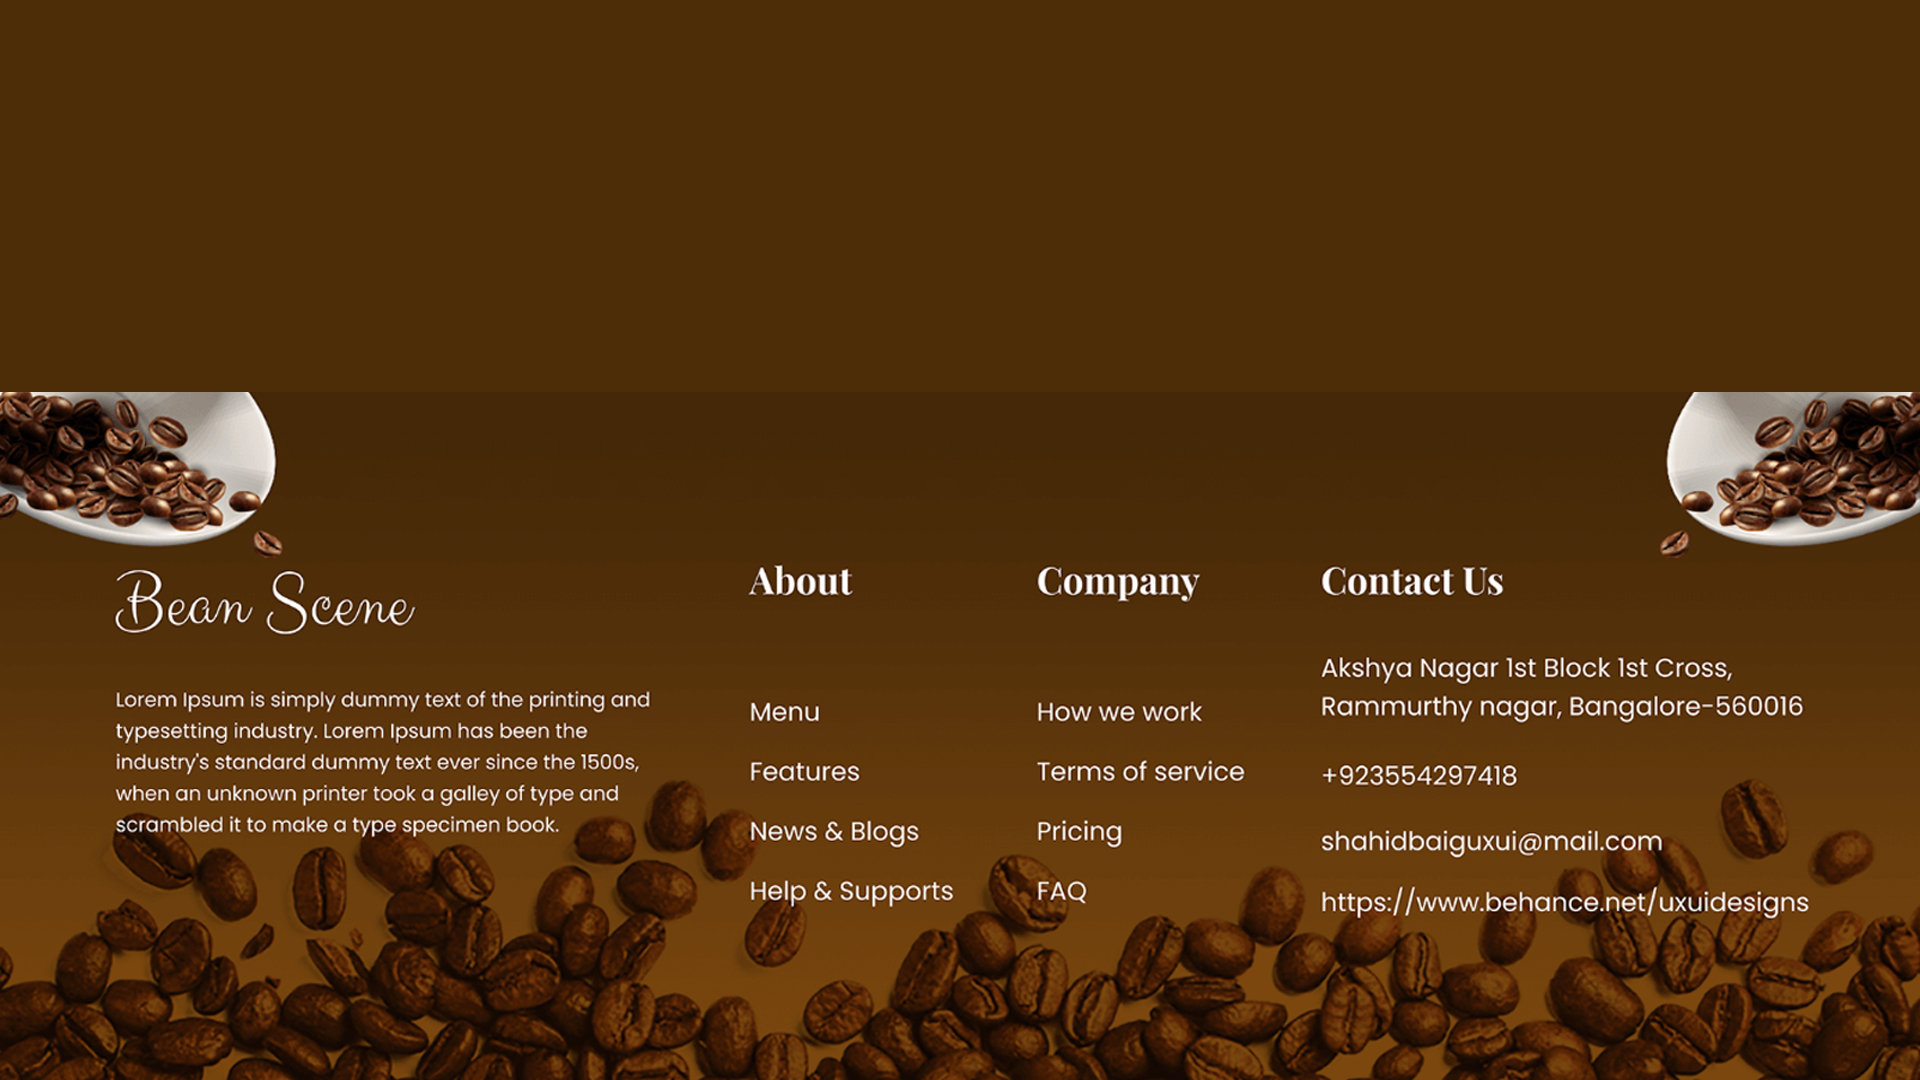 Bean Scene
Lorem Ipsum is simply dummy text of the printing and
typesetting industry. Lorem Ipsum has been the
industry's standard dummy text ever since the 1500s,
when an unknown printer took a galley of type and
scrambled it to make a type specimen book.
About
Menu
Features
News & Blogs
Help & Supports
Company
How we work
Terms of service
Pricing
FAQ
Contact Us
Akshya Nagar 1st Block 1st Cross,
Rammurthy nagar, Bangalore-560016
+923554297418
shahidbaiguxui@mail.com
https://www.behance.net/uxuidesigns